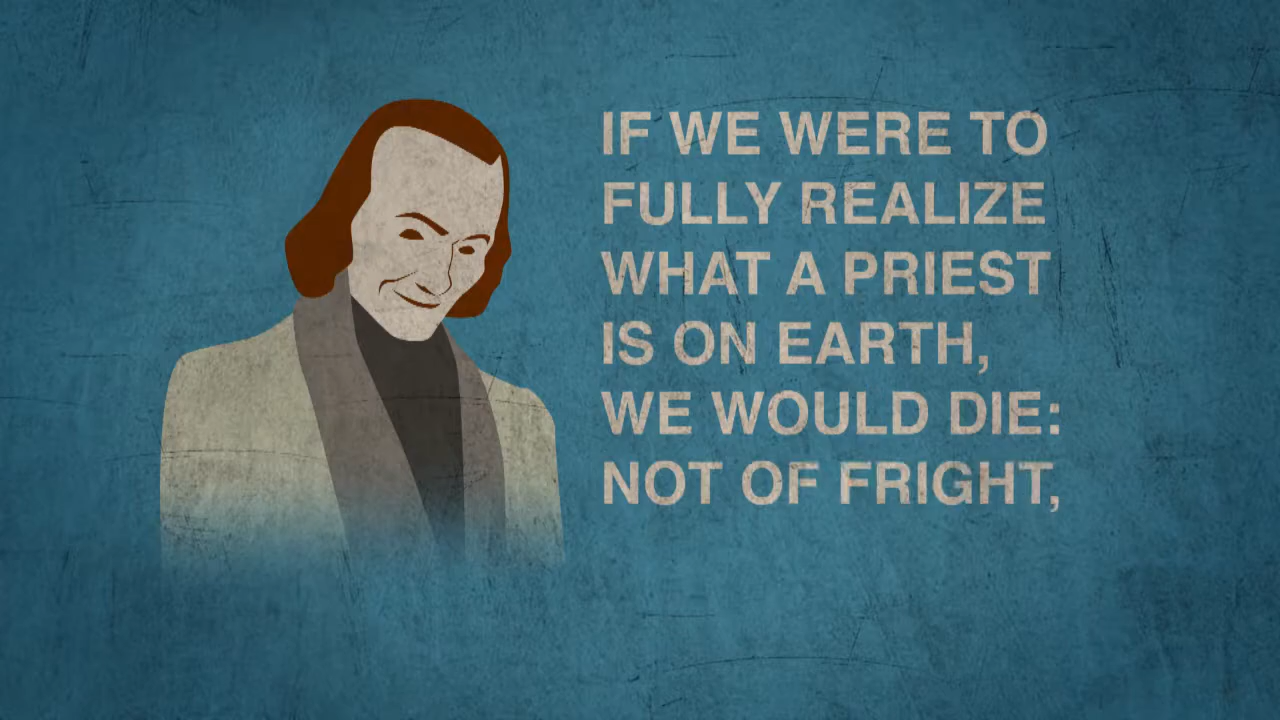 IF WE WERE TO
FULLY REALIZE
WHAT A PRIEST
IS ON EARTH,
WE WOULD DIE:
NOT OF FRIGHT,